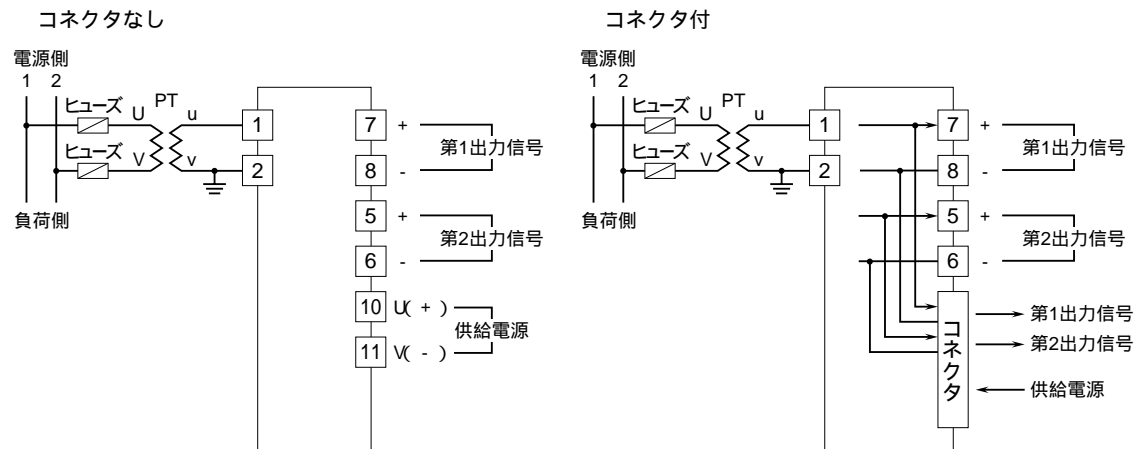 コネクタなし
電源側
1 2
ヒューズ U PT u
1
ヒューズ V v
2
負荷側
7 +
第1出力信号
8 -
5 +
第2出力信号
6 -
10 U( + )
供給電源
11 V( - )
コネクタ付
電源側
1 2
ヒューズ U PT u
1
ヒューズ V v
2
負荷側
7 +
第1出力信号
8 -
5 +
第2出力信号
6 -
コネクタ
第1出力信号
第2出力信号
供給電源